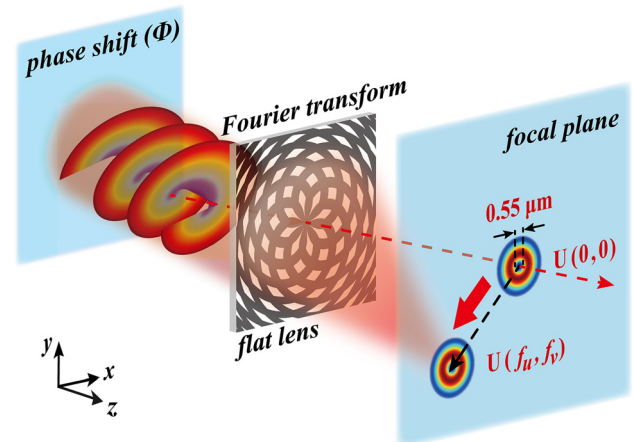 phase shift (Φ)
Fourier transform
focal plane
0.55 μm
U (0,0)
U (fᵤ, fᵥ)
flat lens
y
x
z